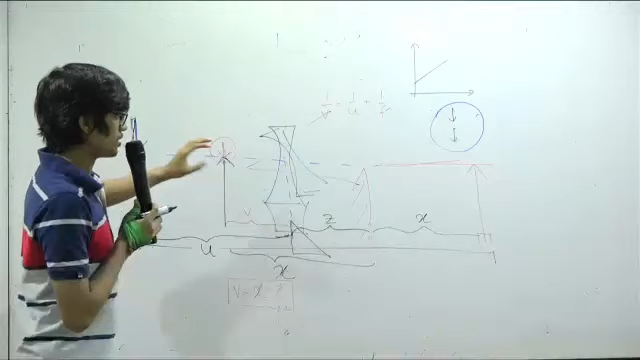 1/v = 1/u + 1/f
v
z
x
u
x
v = x - z